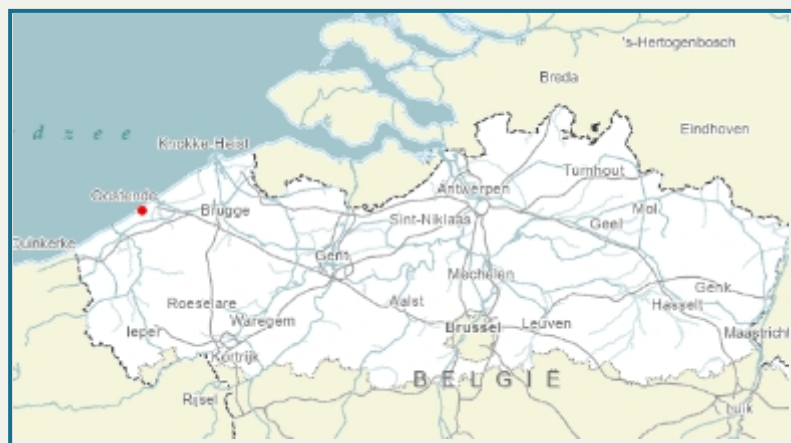 's-Hertogenbosch
Breda
Eindhoven
d z e e
Knokke-Heist
Turnhout
Oostende
Antwerpen
Brugge
Sint-Niklaas
Geel
Mol
Duinkerke
Gent
Mechelen
Genk
Roeselare
Aalst
Hasselt
Ieper
Waregem
Brussel
Leuven
Maastricht
Kortrijk
BELGIË
Rijsel
Luik